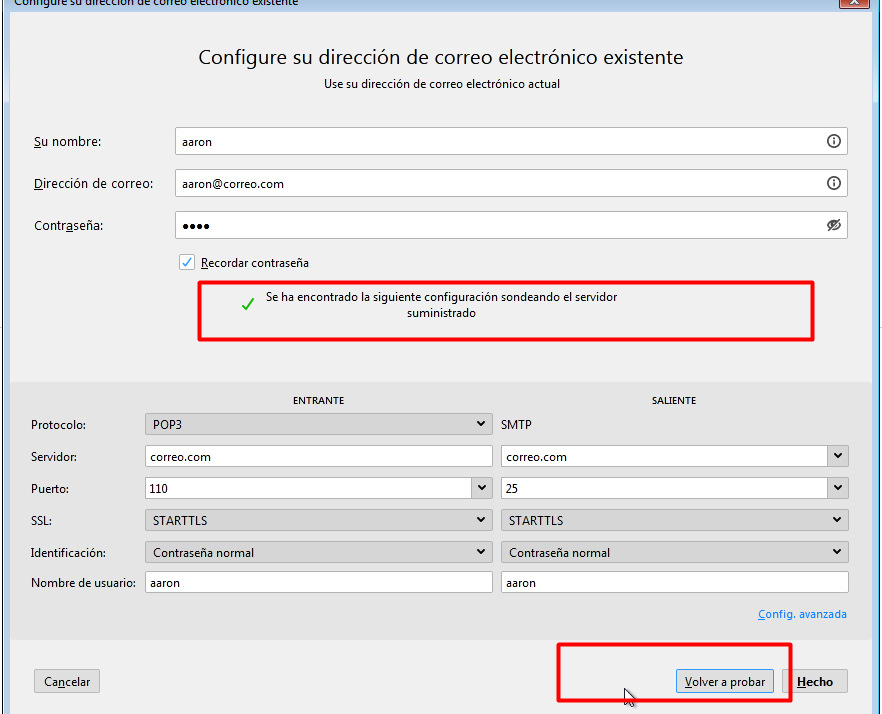 Configure su dirección de correo electrónico existente
Configure su dirección de correo electrónico existente
Use su dirección de correo electrónico actual
Su nombre:
aaron
Dirección de correo:
aaron@correo.com
Contraseña:
••••
Recordar contraseña
Se ha encontrado la siguiente configuración sondeando el servidor
suministrado
ENTRANTE SALIENTE
Protocolo: POP3 SMTP
Servidor: correo.com correo.com
Puerto: 110 25
SSL: STARTTLS STARTTLS
Identificación: Contraseña normal Contraseña normal
Nombre de usuario: aaron aaron
Config. avanzada
Cancelar Volver a probar Hecho